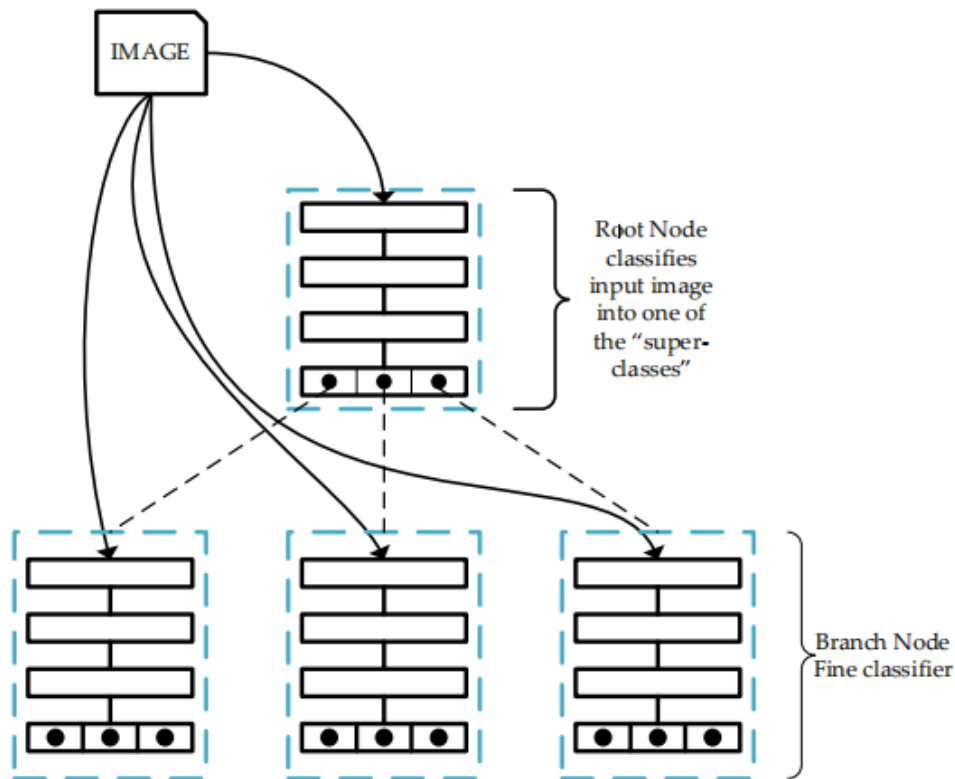 IMAGE
Root Node
classifies
input image
into one of
the “super-
classes”
Branch Node
Fine classifier